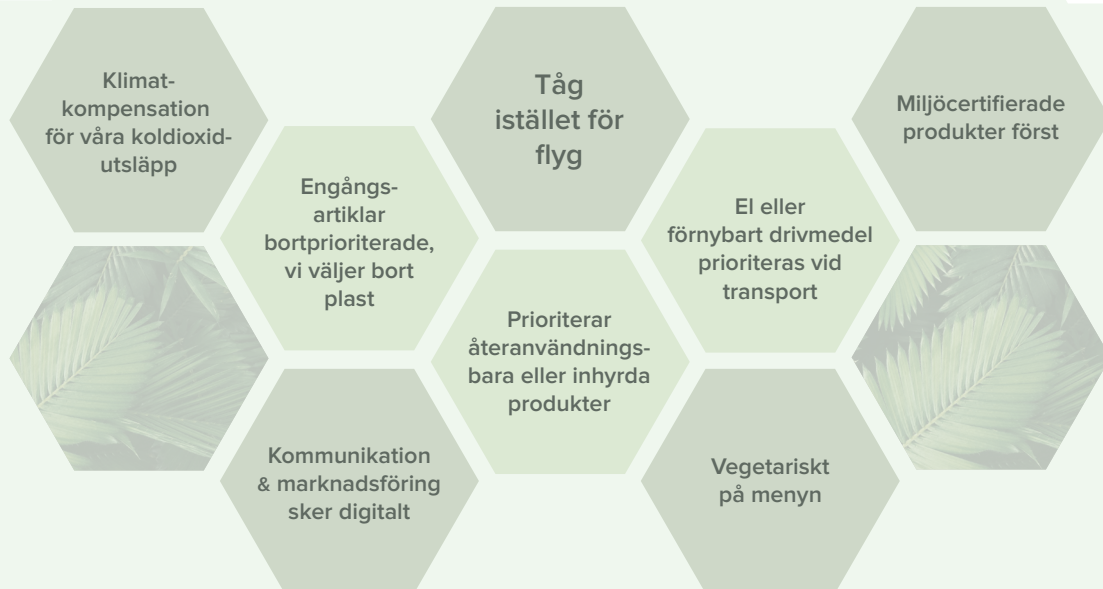 Klimat-
kompensation
för våra koldioxid-
utsläpp
Tåg
istället för
flyg
Miljöcertifierade
produkter först
Engångs-
artiklar
bortprioriterade,
vi väljer bort
plast
El eller
förnybart drivmedel
prioriteras vid
transport
Prioriterar
återanvändnings-
bara eller inhyrda
produkter
Kommunikation
& marknadsföring
sker digitalt
Vegetariskt
på menyn